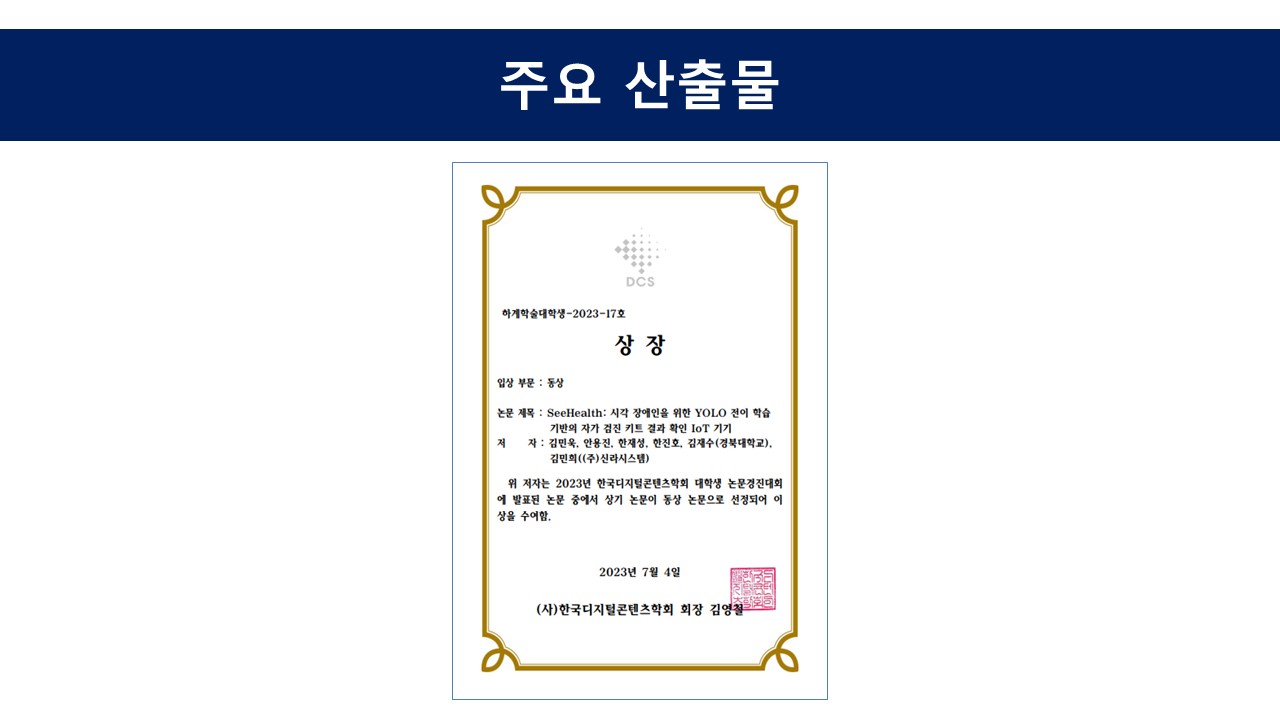 주요 산출물
DCS
하계학술대학생-2023-17호
상 장
입상 부문 : 동상
논문 제목 : SeeHealth: 시각 장애인을 위한 YOLO 전이 학습
기반의 자가 검진 키트 결과 확인 IoT 기기
저 자 : 김민욱, 안용진, 한재성, 한진호, 김재수(경북대학교),
김민희((주)신라시스템)
위 저자는 2023년 한국디지털콘텐츠학회 대학생 논문경진대회
에 발표된 논문 중에서 상기 논문이 동상 논문으로 선정되어 이
상을 수여함.
2023년 7월 4일
(사)한국디지털콘텐츠학회 회장 김영철